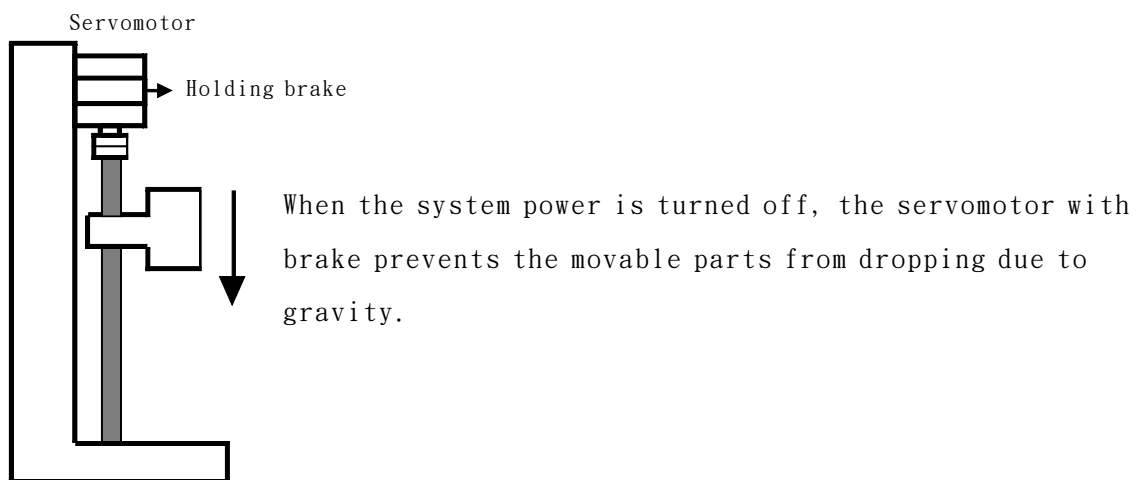 Servomotor
Holding brake
When the system power is turned off, the servomotor with
brake prevents the movable parts from dropping due to
gravity.